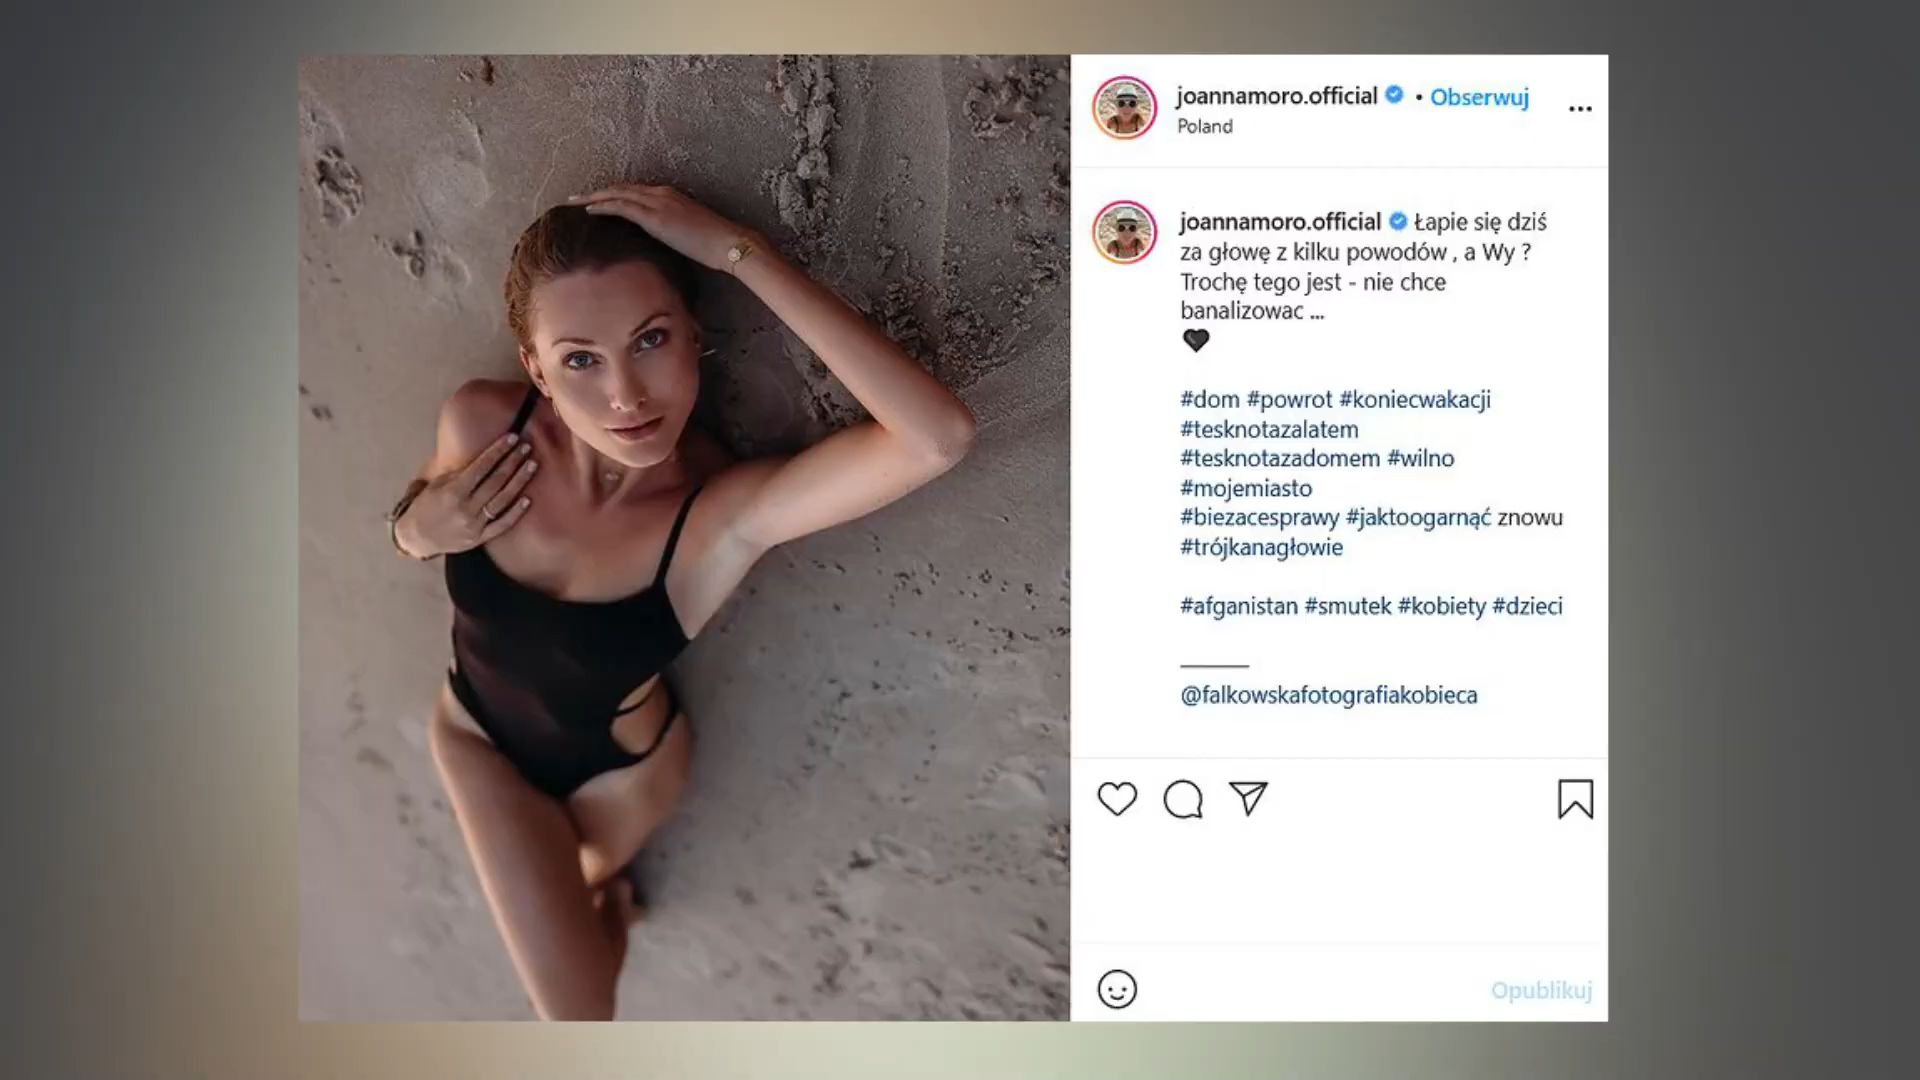 joannamoro.official • Obserwuj
Poland
joannamoro.official Łapie się dziś
za głowę z kilku powodów , a Wy ?
Trochę tego jest - nie chce
banalizowac ...
🖤
#dom #powrot #koniecwakacji
#tesknotazalatem
#tesknotazadomem #wilno
#mojemiasto
#biezacesprawy #jaktoogarnąć znowu
#trójkanagłowie
#afganistan #smutek #kobiety #dzieci
______
@falkowskafotografiakobieca
Opublikuj